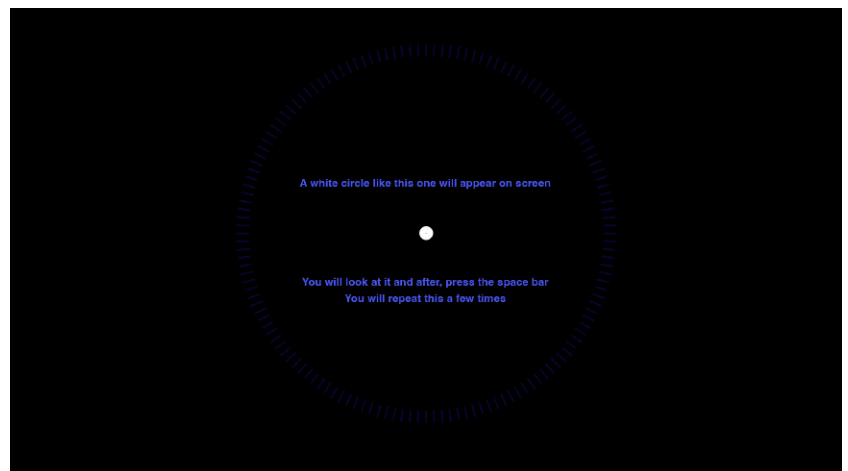 A white circle like this one will appear on screen
You will look at it and after, press the space bar
You will repeat this a few times